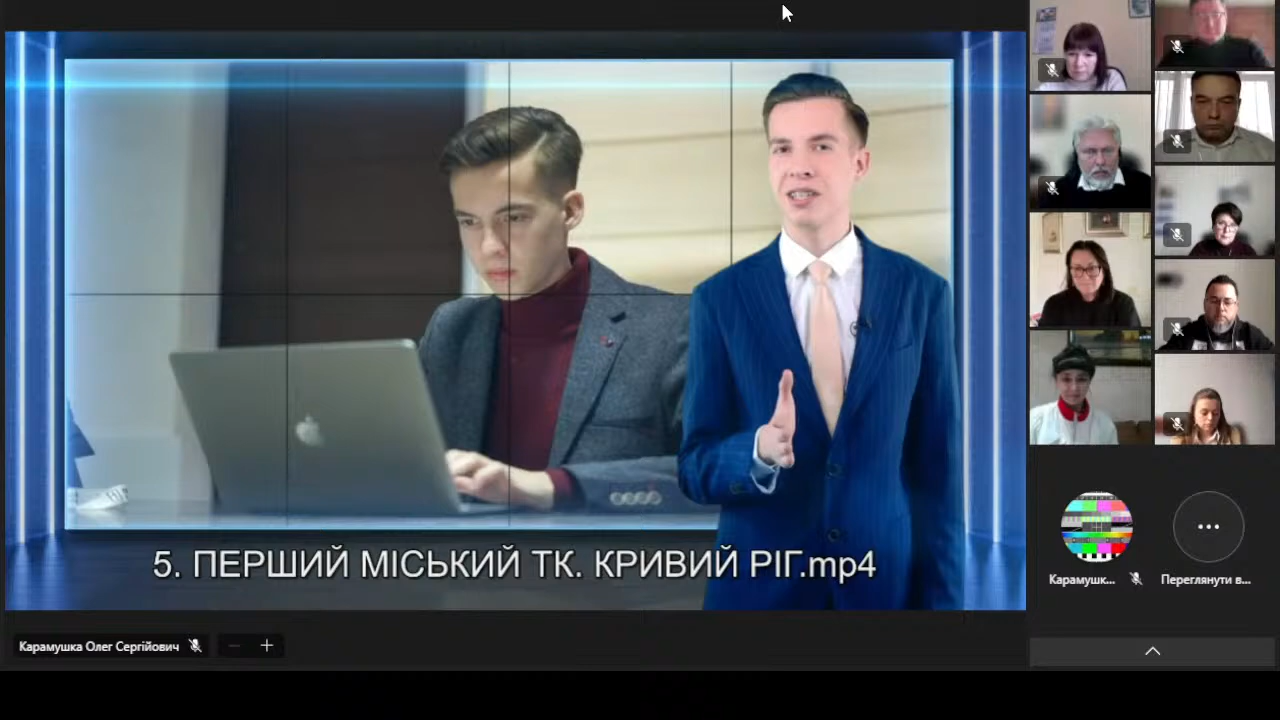 5. ПЕРШИЙ МІСЬКИЙ ТК. КРИВИЙ РІГ.mp4
Карамушк...
Переглянути в...
Карамушка Олег Сергійович